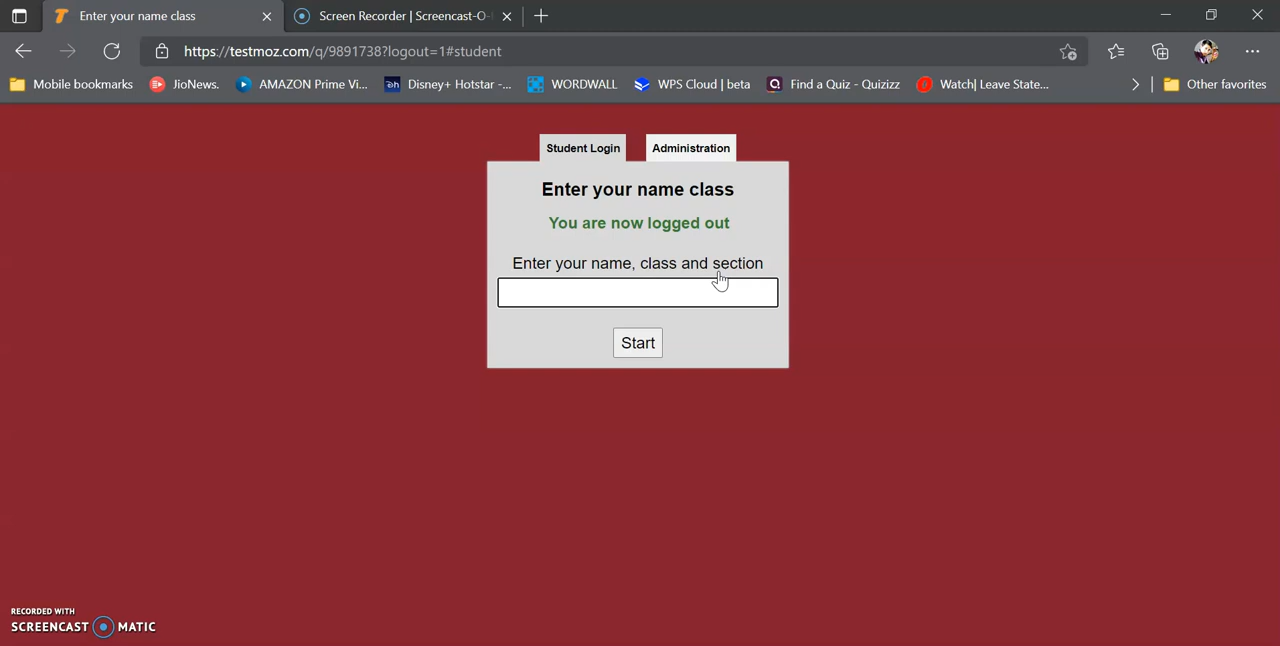 Enter your name class
Screen Recorder | Screencast-O-
https://testmoz.com/q/9891738?logout=1#student
Mobile bookmarks
JioNews.
AMAZON Prime Vi...
Disney+ Hotstar -...
WORDWALL
WPS Cloud | beta
Find a Quiz - Quizizz
Watch| Leave State...
Other favorites
Student Login
Administration
Enter your name class
You are now logged out
Enter your name, class and section
Start
RECORDED WITH
SCREENCAST MATIC